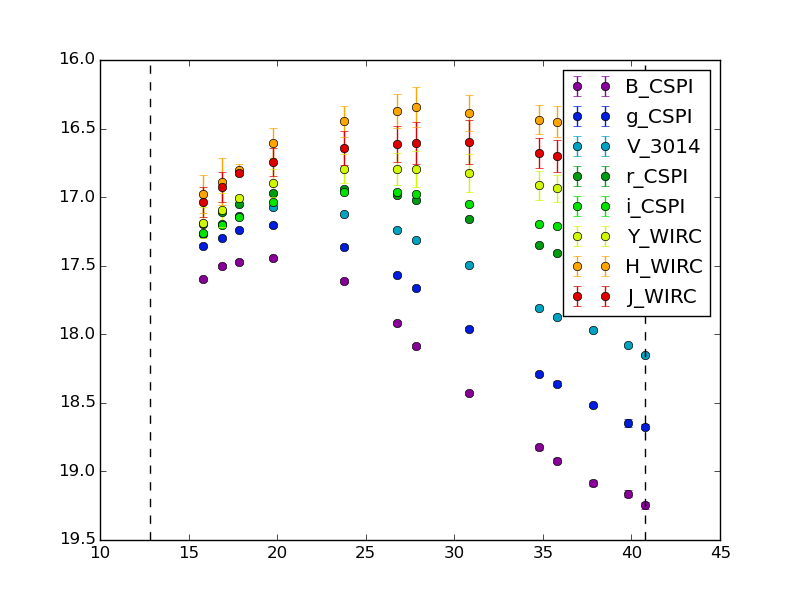 16.0
16.5
17.0
17.5
18.0
18.5
19.0
19.5
10
15
20
25
30
35
40
45
B_CSPI
g_CSPI
V_3014
r_CSPI
i_CSPI
Y_WIRC
H_WIRC
J_WIRC